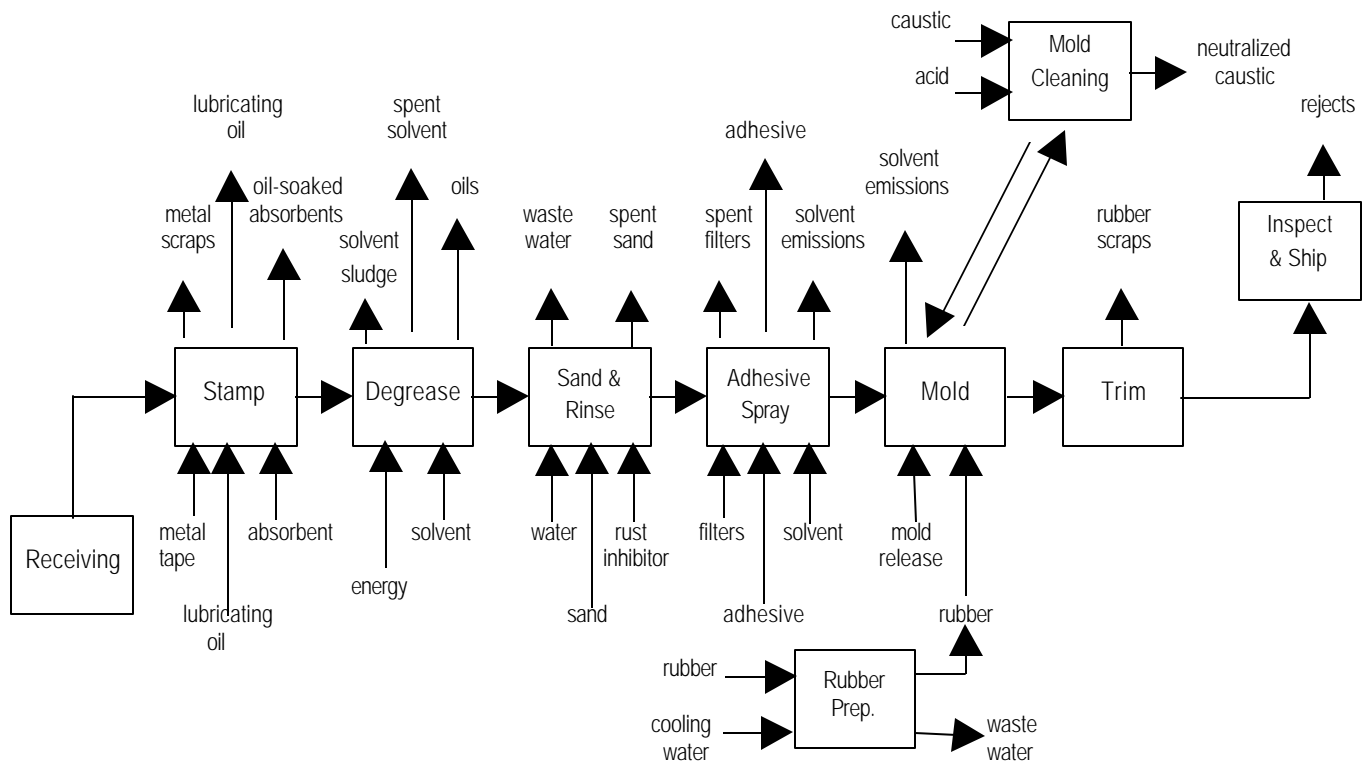 caustic
acid
Mold
Cleaning
neutralized
caustic
rejects
lubricating
oil
spent
solvent
adhesive
solvent
emissions
metal
scraps
oil-soaked
absorbents
solvent
sludge
oils
waste
water
spent
sand
spent
filters
solvent
emissions
rubber
scraps
Inspect
& Ship
Stamp
Degrease
Sand &
Rinse
Adhesive
Spray
Mold
Trim
Receiving
metal
tape
lubricating
oil
absorbent
energy
solvent
water
sand
rust
inhibitor
filters
adhesive
solvent
mold
release
rubber
rubber
cooling
water
Rubber
Prep.
waste
water